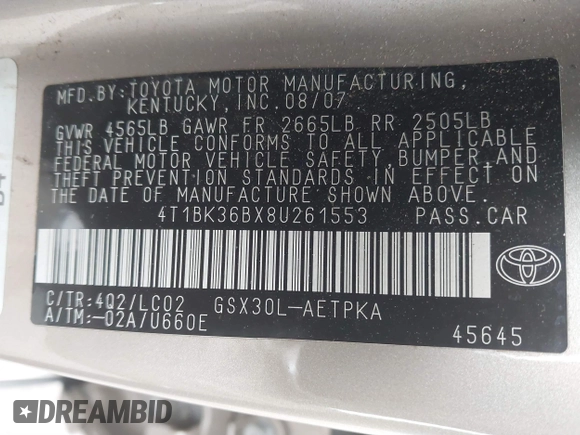 MFD.BY:TOYOTA MOTOR MANUFACTURING,
KENTUCKY,INC.08/07
GVWR 4565LB GAWR FR 2665LB RR 2505LB
THIS VEHICLE CONFORMS TO ALL APPLICABLE
FEDERAL MOTOR VEHICLE SAFETY,BUMPER,AND
THEFT PREVENTION STANDARDS IN EFFECT ON
THE DATE OF MANUFACTURE SHOWN ABOVE.
4T1BK36BX8U261553 PASS.CAR
C/TR:4Q2/LC02 GSX30L-AETPKA
A/TM:-02A/U660E
45645
DREAMBID